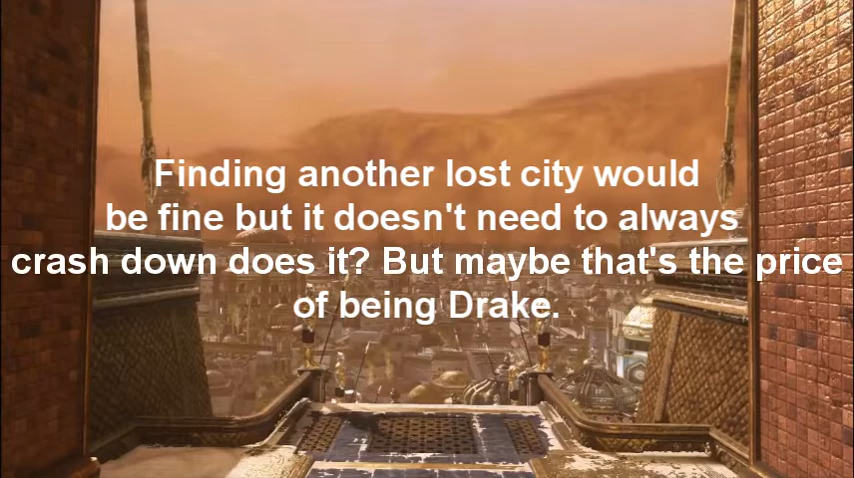 Finding another lost city would
be fine but it doesn't need to always
crash down does it? But maybe that's the price
of being Drake.